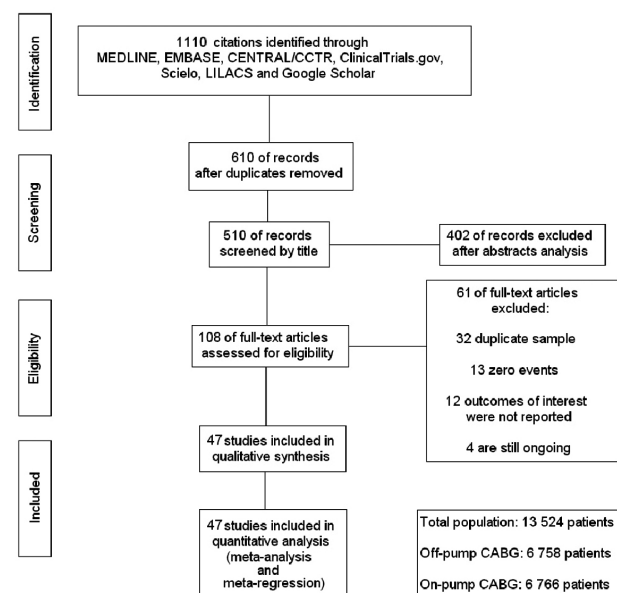 Identification
1110 citations identified through
MEDLINE, EMBASE, CENTRAL/CCTR, ClinicalTrials.gov,
Scielo, LILACS and Google Scholar
Screening
610 of records
after duplicates removed
510 of records
screened by title
402 of records excluded
after abstracts analysis
Eligibility
108 of full-text articles
assessed for eligibility
61 of full-text articles
excluded:
32 duplicate sample
13 zero events
12 outcomes of interest
were not reported
4 are still ongoing
Included
47 studies included in
qualitative synthesis
47 studies included in
quantitative analysis
(meta-analysis
and
meta-regression)
Total population: 13 524 patients
Off-pump CABG: 6 758 patients
On-pump CABG: 6 766 patients